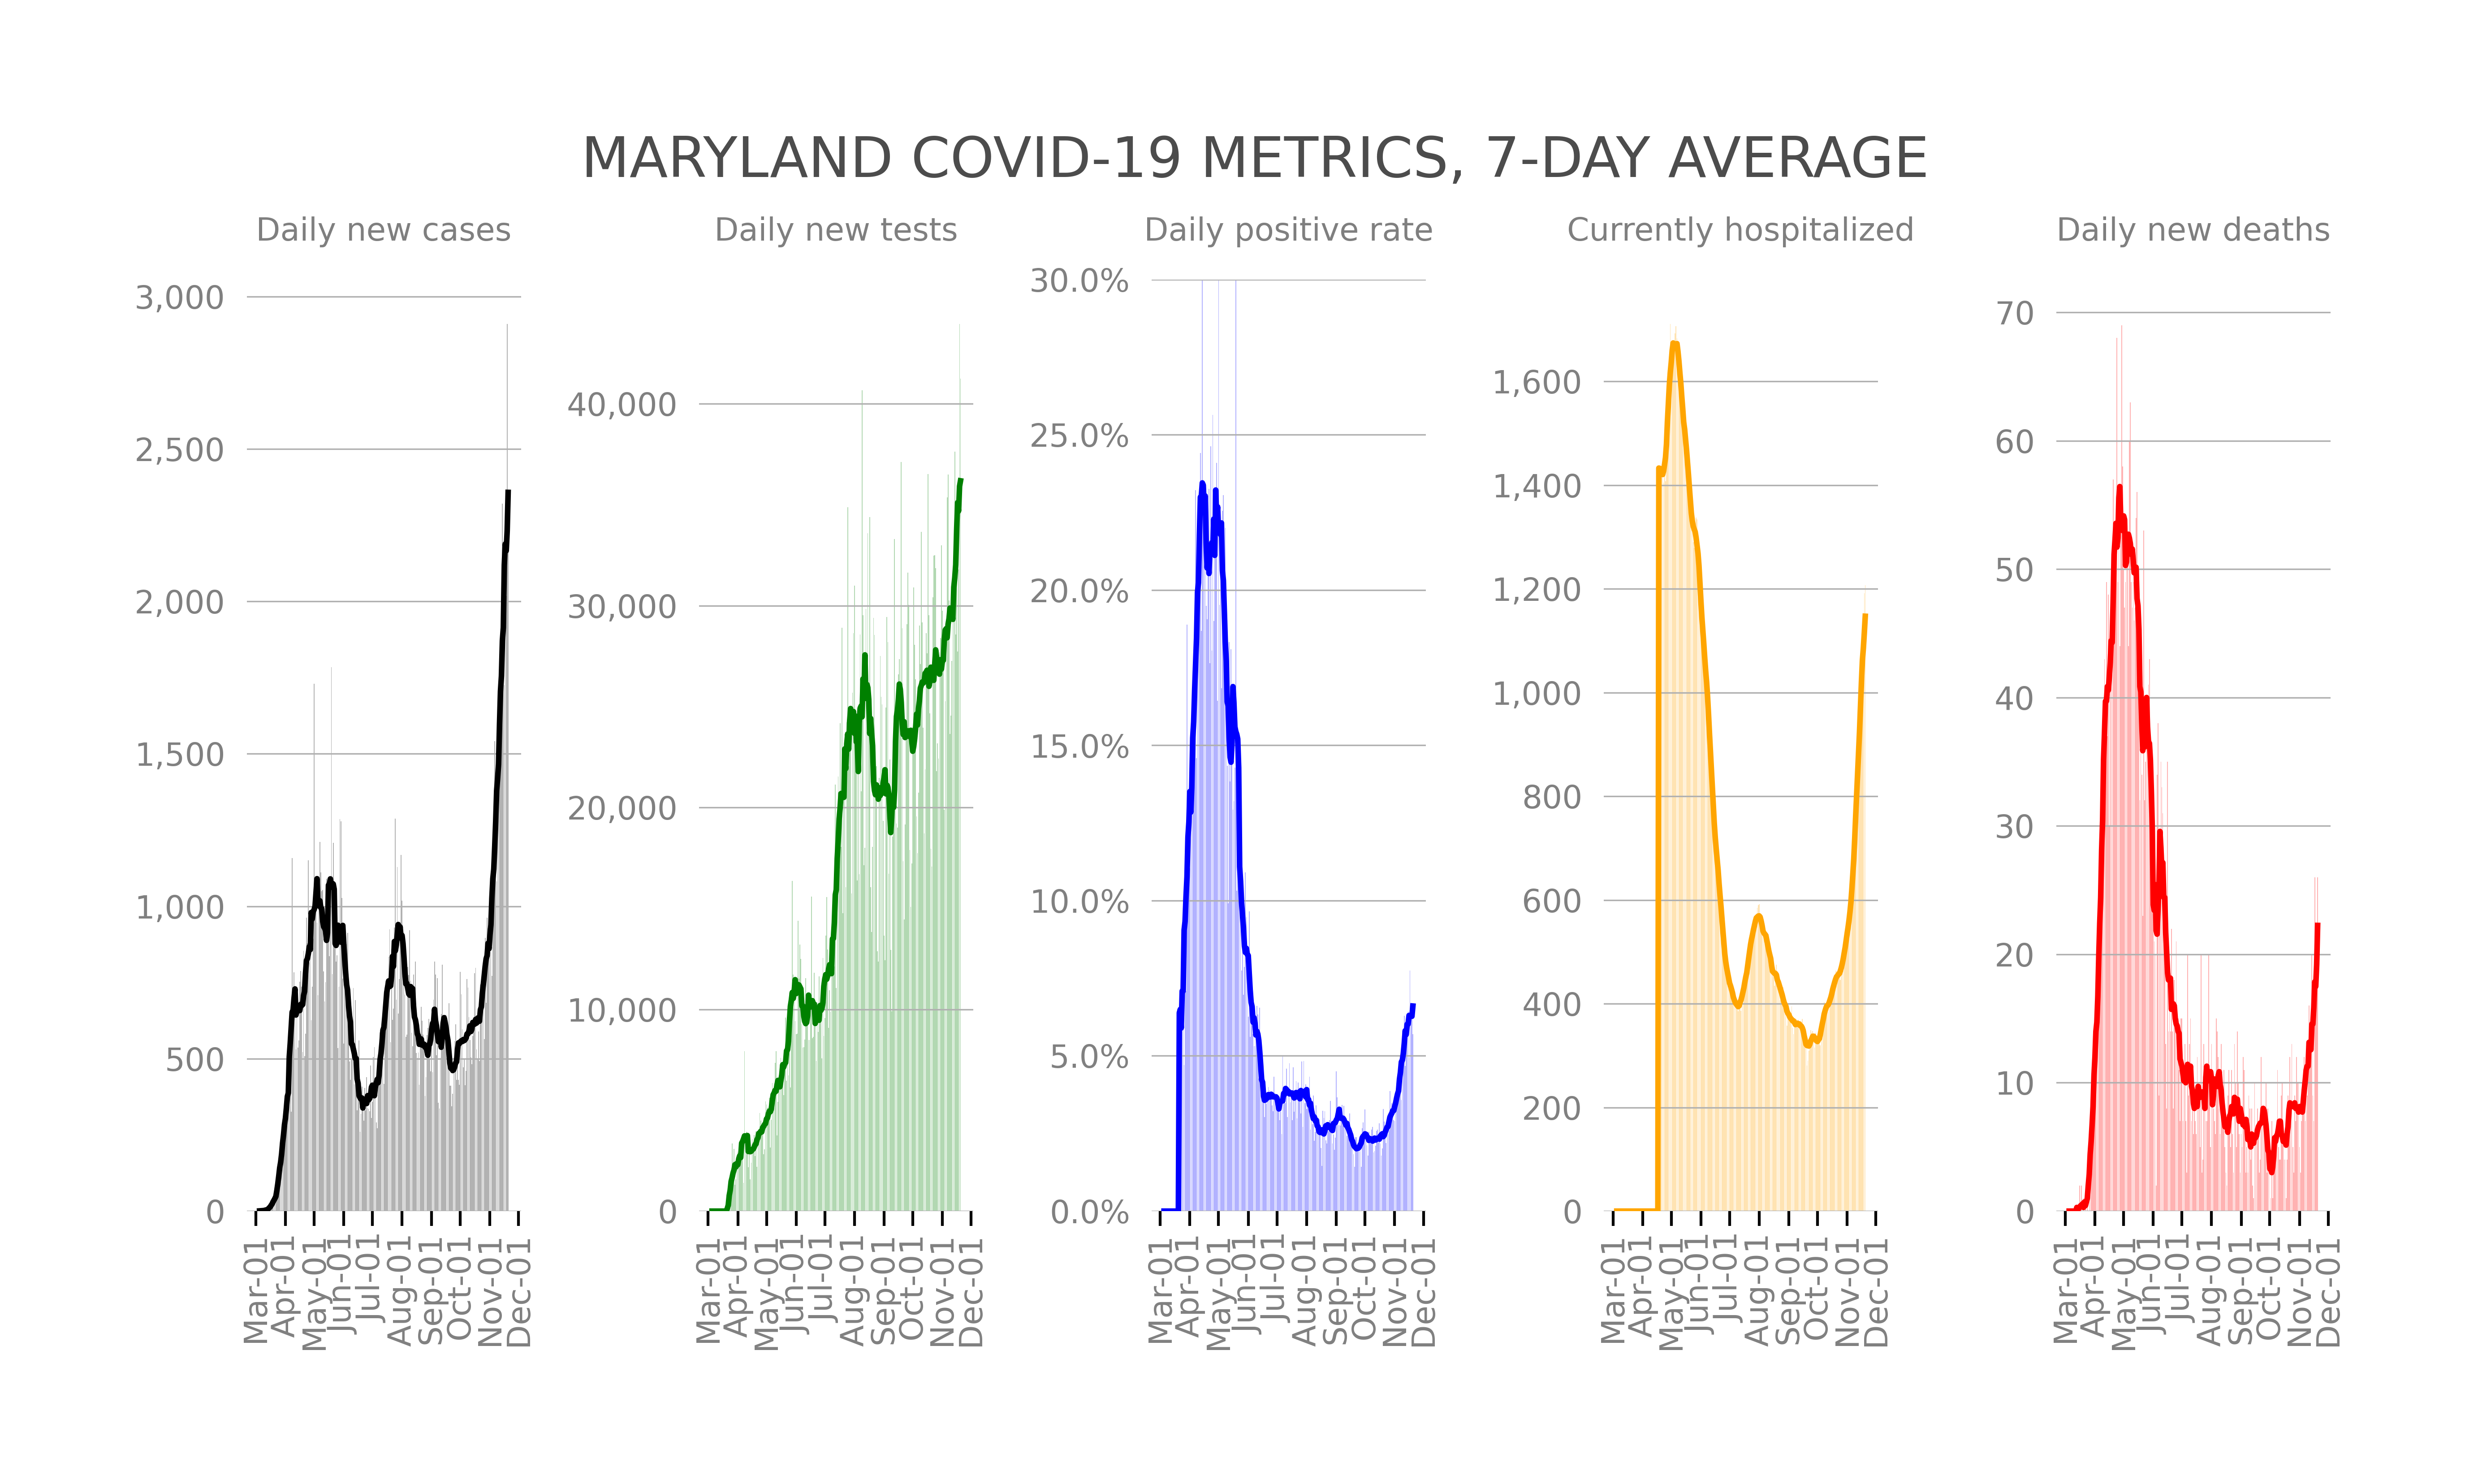 MARYLAND COVID-19 METRICS, 7-DAY AVERAGE
Daily new cases
3,000
2,500
2,000
1,500
1,000
500
0
Mar-01
Apr-01
May-01
Jun-01
Jul-01
Aug-01
Sep-01
Oct-01
Nov-01
Dec-01
Daily new tests
40,000
30,000
20,000
10,000
0
Mar-01
Apr-01
May-01
Jun-01
Jul-01
Aug-01
Sep-01
Oct-01
Nov-01
Dec-01
Daily positive rate
30.0%
25.0%
20.0%
15.0%
10.0%
5.0%
0.0%
Mar-01
Apr-01
May-01
Jun-01
Jul-01
Aug-01
Sep-01
Oct-01
Nov-01
Dec-01
Currently hospitalized
1,600
1,400
1,200
1,000
800
600
400
200
0
Mar-01
Apr-01
May-01
Jun-01
Jul-01
Aug-01
Sep-01
Oct-01
Nov-01
Dec-01
Daily new deaths
70
60
50
40
30
20
10
0
Mar-01
Apr-01
May-01
Jun-01
Jul-01
Aug-01
Sep-01
Oct-01
Nov-01
Dec-01